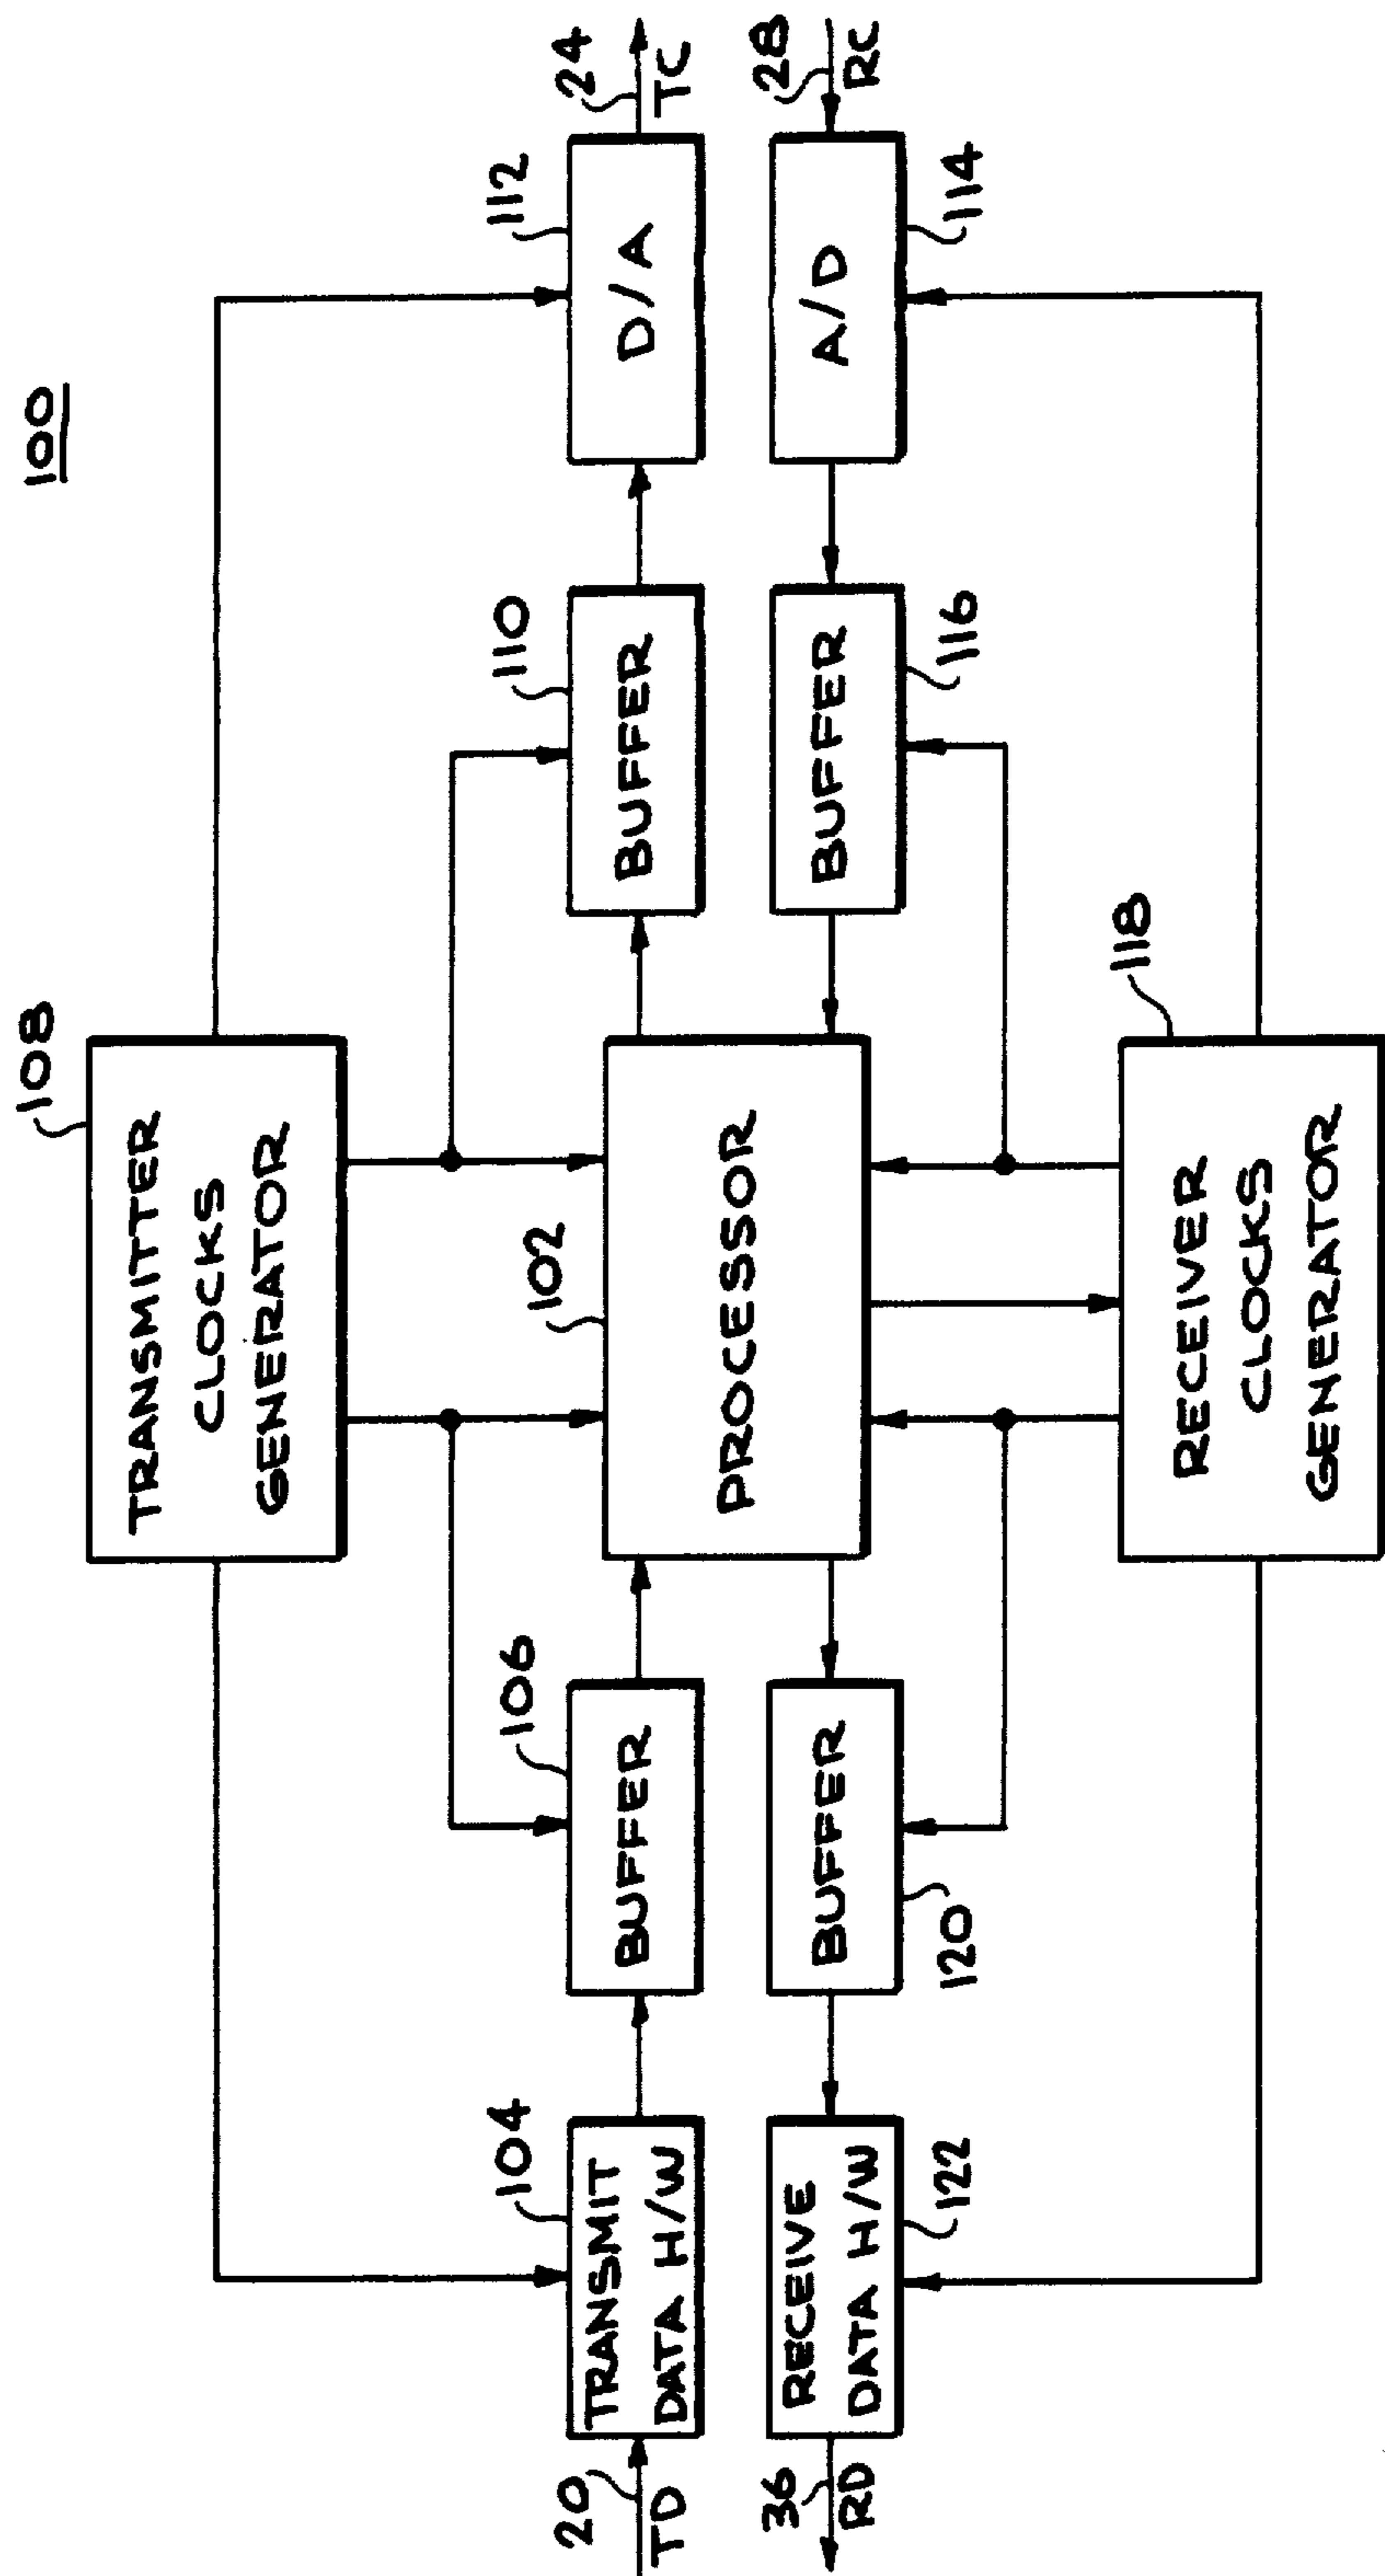 100
108
TRANSMITTER
CLOCKS
GENERATOR
20
TD
104
TRANSMIT
DATA H/W
106
BUFFER
102
PROCESSOR
110
BUFFER
112
D/A
24
TC
36
RD
RECEIVE
DATA H/W
122
BUFFER
120
BUFFER
116
A/D
114
28
RC
118
RECEIVER
CLOCKS
GENERATOR